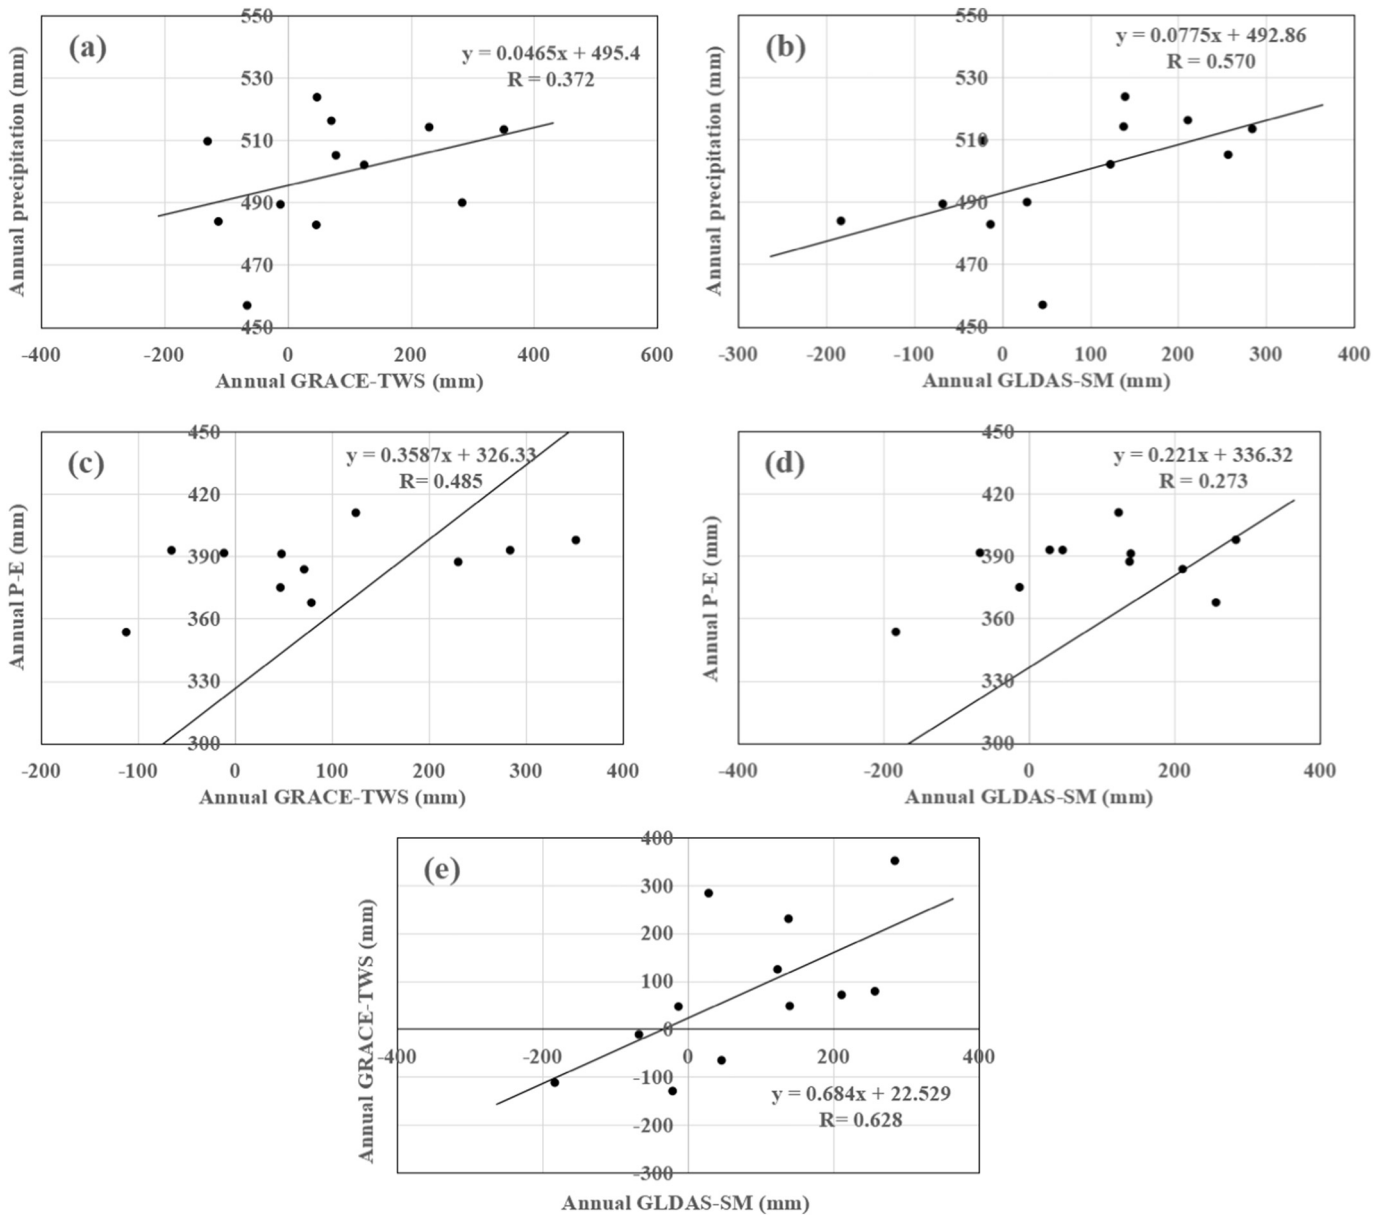 (a)
y = 0.0465x + 495.4
R = 0.372
Annual precipitation (mm)
550
530
510
490
470
450
-400 -200 0 200 400 600
Annual GRACE-TWS (mm)
(b)
y = 0.0775x + 492.86
R = 0.570
Annual precipitation (mm)
550
530
510
490
470
450
-300 -200 -100 0 100 200 300 400
Annual GLDAS-SM (mm)
(c)
y = 0.3587x + 326.33
R= 0.485
Annual P-E (mm)
450
420
390
360
330
300
-200 -100 0 100 200 300 400
Annual GRACE-TWS (mm)
(d)
y = 0.221x + 336.32
R = 0.273
Annual P-E (mm)
450
420
390
360
330
300
-400 -200 0 200 400
Annual GLDAS-SM (mm)
(e)
Annual GRACE-TWS (mm)
400
300
200
100
0
-400 -200 0 200 400
-100
-200
-300
y = 0.684x + 22.529
R= 0.628
Annual GLDAS-SM (mm)